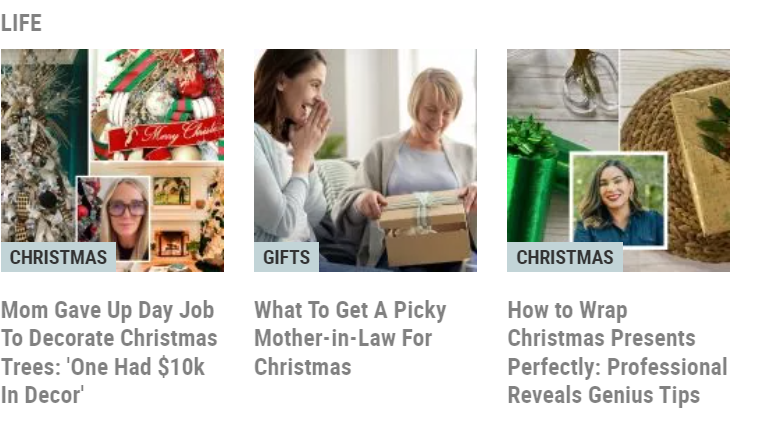 LIFE
Merry Christm
CHRISTMAS
GIFTS
CHRISTMAS
Mom Gave Up Day Job
To Decorate Christmas
Trees: 'One Had $10k
In Decor'
What To Get A Picky
Mother-in-Law For
Christmas
How to Wrap
Christmas Presents
Perfectly: Professional
Reveals Genius Tips